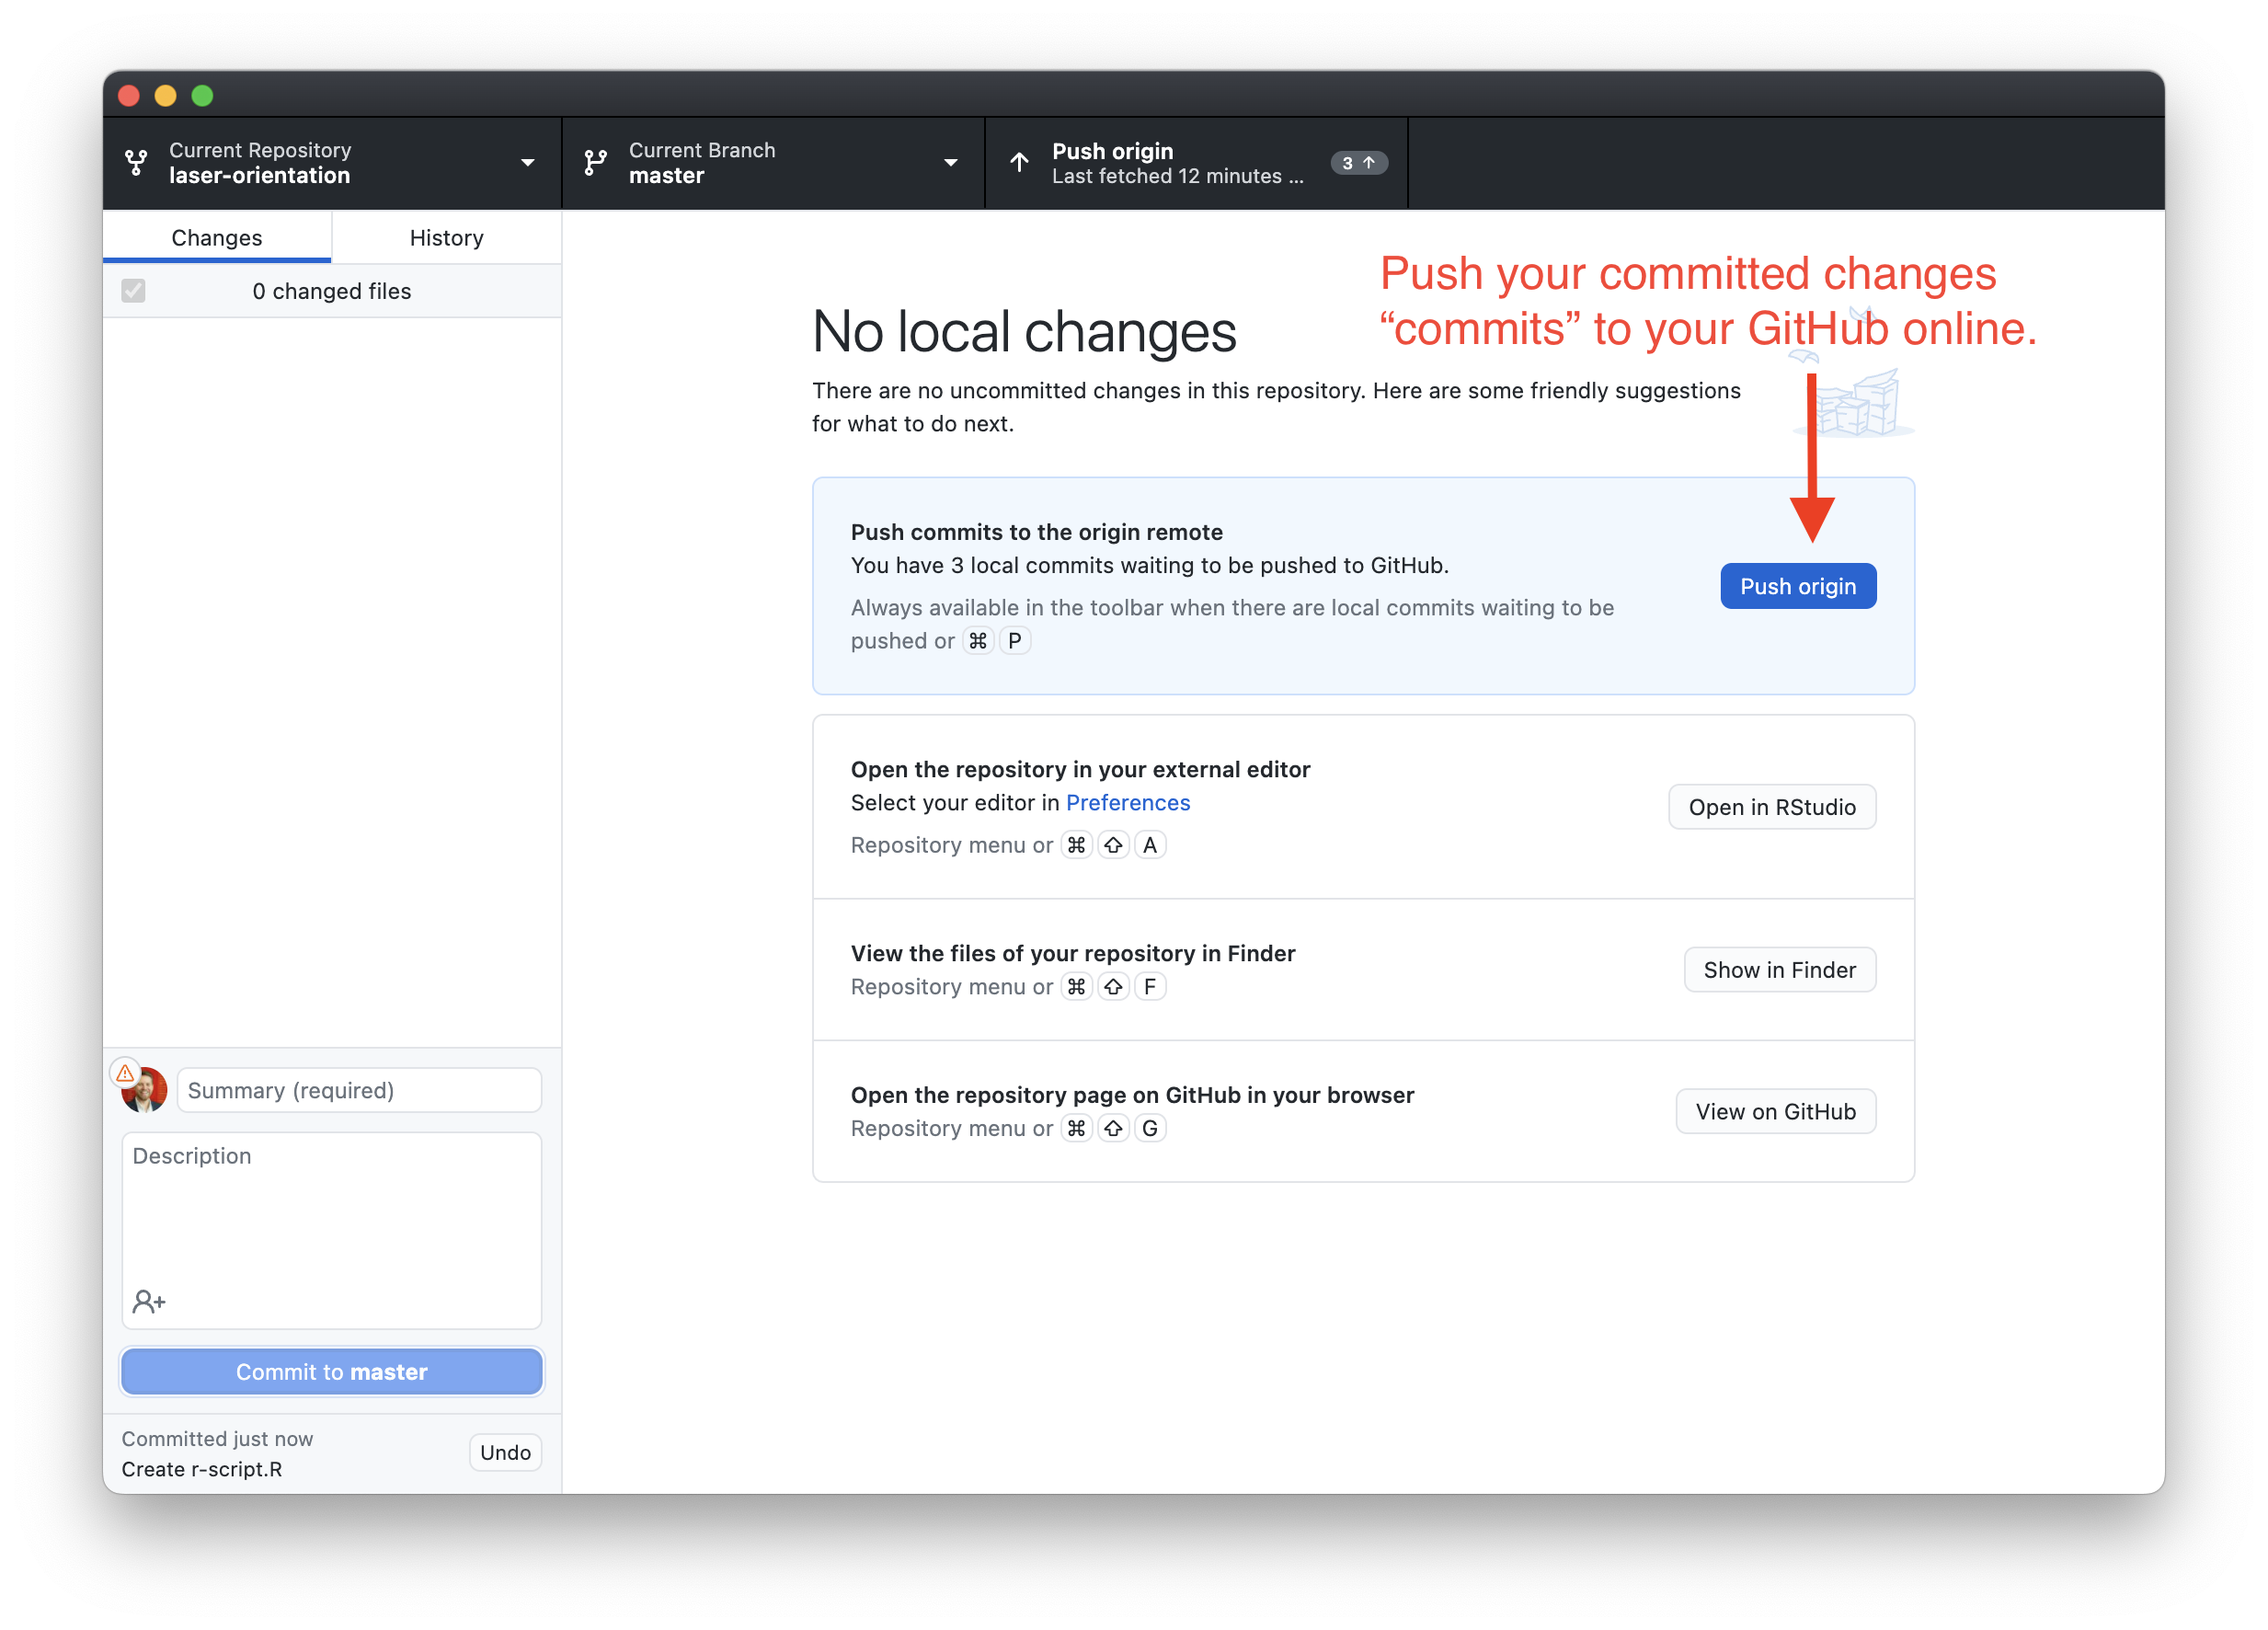 Current Repository
laser-orientation
Current Branch
master
Push origin
Last fetched 12 minutes ...
3 ↑
Changes
History
0 changed files
Push your committed changes
“commits” to your GitHub online.
No local changes
There are no uncommitted changes in this repository. Here are some friendly suggestions
for what to do next.
Push commits to the origin remote
You have 3 local commits waiting to be pushed to GitHub.
Always available in the toolbar when there are local commits waiting to be
pushed or ⌘ P
Push origin
Open the repository in your external editor
Select your editor in Preferences
Repository menu or ⌘ ⇧ A
Open in RStudio
View the files of your repository in Finder
Repository menu or ⌘ ⇧ F
Show in Finder
Open the repository page on GitHub in your browser
Repository menu or ⌘ ⇧ G
View on GitHub
Summary (required)
Description
Commit to master
Committed just now
Create r-script.R
Undo